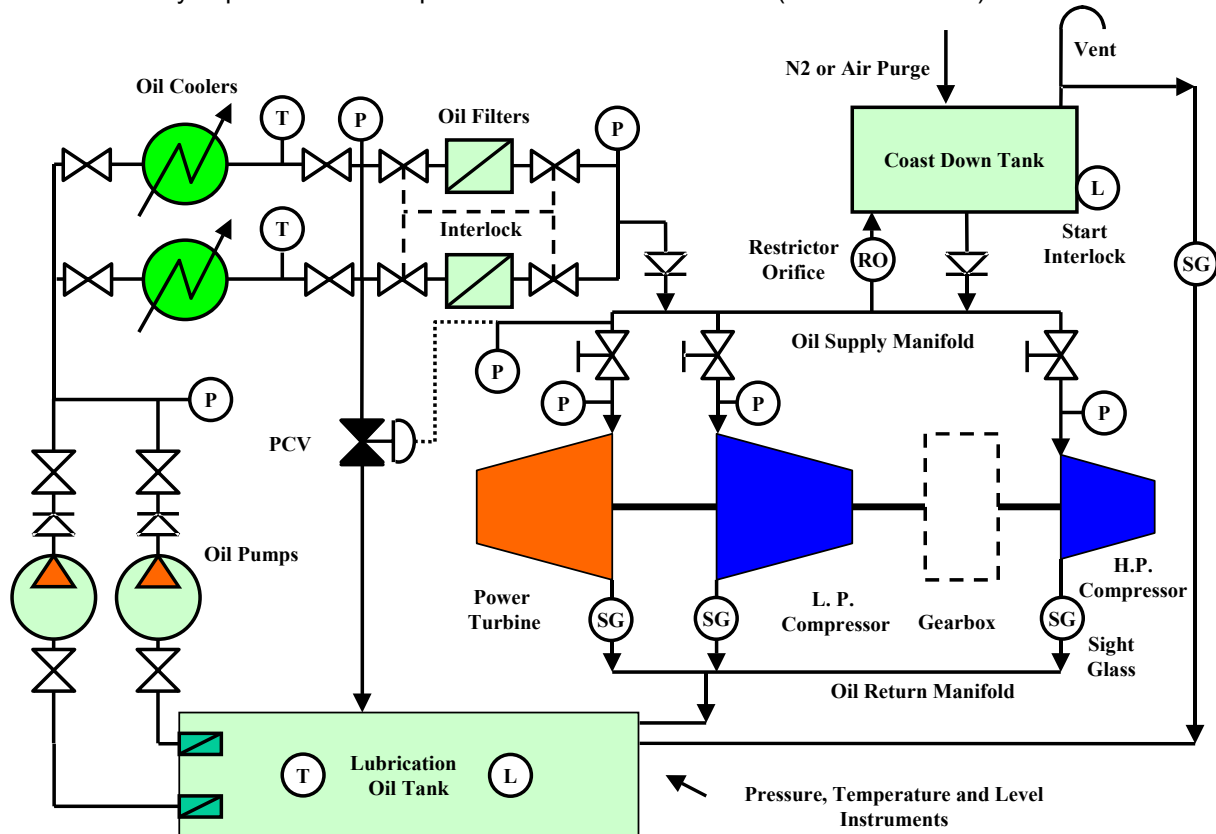 Vent
N2 or Air Purge
Oil Coolers
Oil Filters
T
P
P
Coast Down Tank
L
Start
Interlock
T
Interlock
Restrictor
Orifice
RO
SG
Oil Supply Manifold
P
P
P
P
P
PCV
Oil Pumps
Power
Turbine
SG
SG
L. P.
Compressor
Gearbox
H.P.
Compressor
SG
Sight
Glass
Oil Return Manifold
T
Lubrication
Oil Tank
L
Pressure, Temperature and Level
Instruments